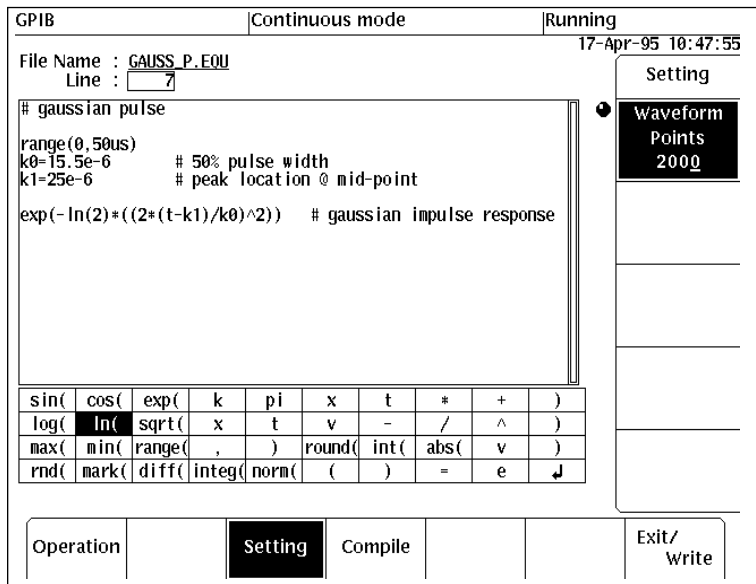 GPIB Continuous mode Running
17-Apr-95 10:47:55
File Name : GAUSS_P.EQU
Line : 7
# gaussian pulse
range(0,50us)
k0=15.5e-6 # 50% pulse width
k1=25e-6 # peak location @ mid-point
exp(-ln(2)*((2*(t-k1)/k0)^2)) # gaussian impulse response
Setting
Waveform
Points
2000
sin( cos( exp( k pi x t * + )
log( ln( sqrt( x t v - / ^ )
max( min( range( , ) round( int( abs( v )
rnd( mark( diff( integ( norm( ( ) = e ↲
Operation Setting Compile Exit/
Write